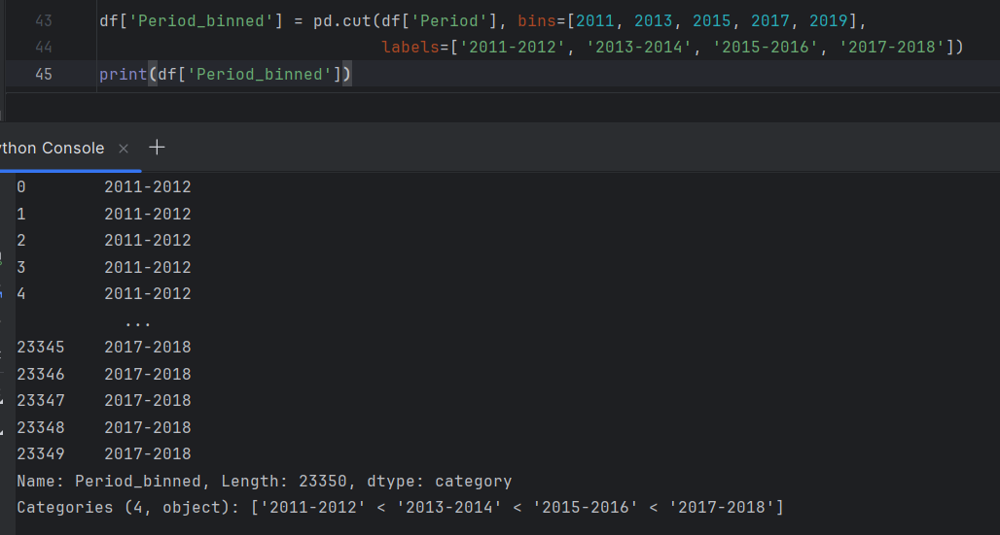 43 df['Period_binned'] = pd.cut(df['Period'], bins=[2011, 2013, 2015, 2017, 2019],
44 labels=['2011-2012', '2013-2014', '2015-2016', '2017-2018'])
45 print(df['Period_binned'])
thon Console × +
0 2011-2012
1 2011-2012
2 2011-2012
3 2011-2012
4 2011-2012
...
23345 2017-2018
23346 2017-2018
23347 2017-2018
23348 2017-2018
23349 2017-2018
Name: Period_binned, Length: 23350, dtype: category
Categories (4, object): ['2011-2012' < '2013-2014' < '2015-2016' < '2017-2018']